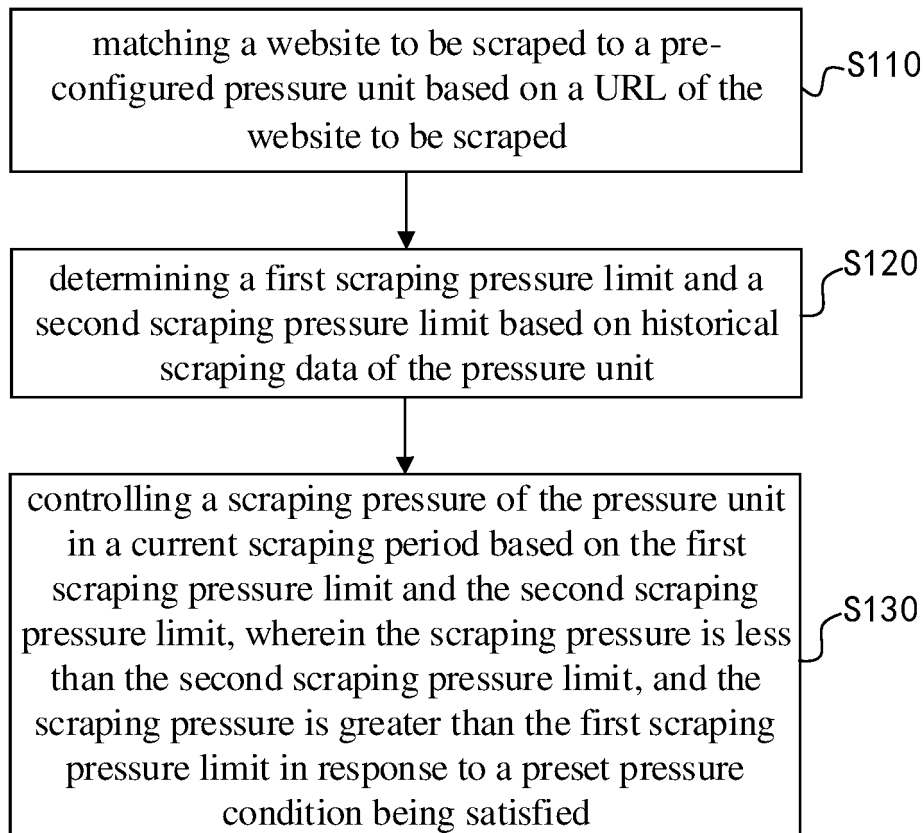 matching a website to be scraped to a pre-
configured pressure unit based on a URL of the
website to be scraped
S110
determining a first scraping pressure limit and a
second scraping pressure limit based on historical
scraping data of the pressure unit
S120
controlling a scraping pressure of the pressure unit
in a current scraping period based on the first
scraping pressure limit and the second scraping
pressure limit, wherein the scraping pressure is less
than the second scraping pressure limit, and the
scraping pressure is greater than the first scraping
pressure limit in response to a preset pressure
condition being satisfied
S130